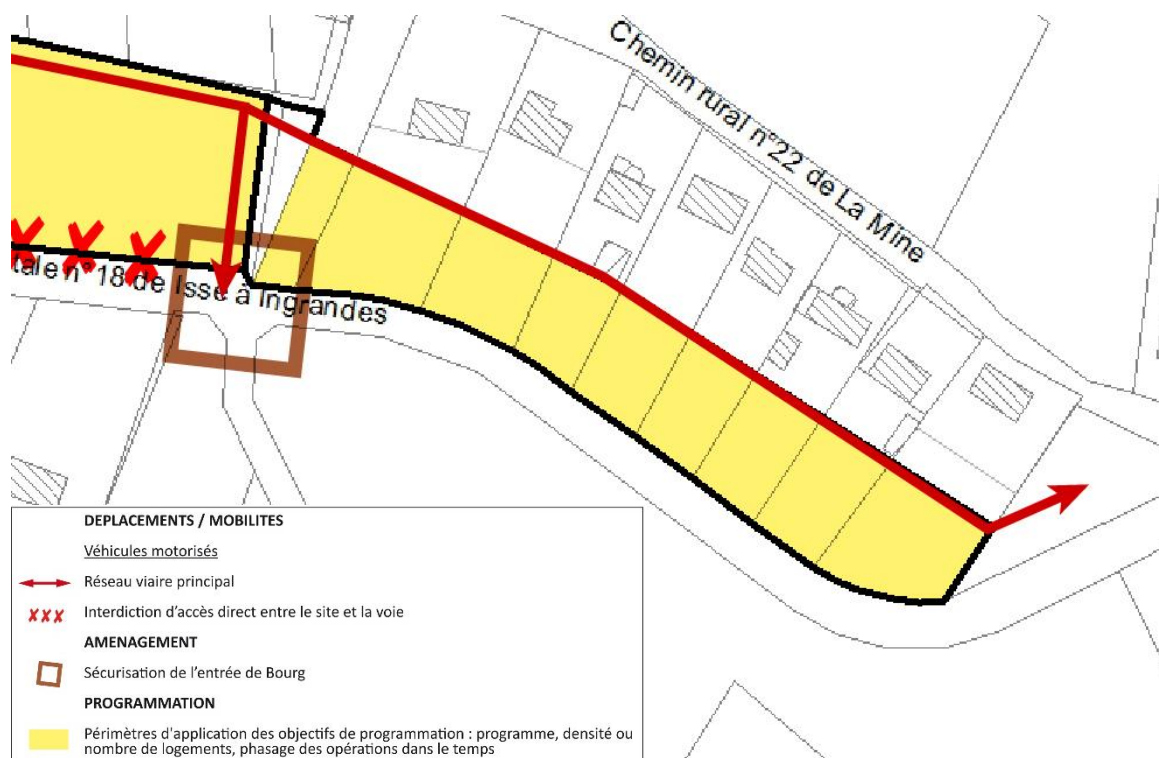 Chemin rural n°22 de La Mine
tale n° 18 de Isse à Ingrandes
DEPLACEMENTS / MOBILITES
Véhicules motorisés
Réseau viaire principal
Interdiction d'accès direct entre le site et la voie
AMENAGEMENT
Sécurisation de l'entrée de Bourg
PROGRAMMATION
Périmètres d'application des objectifs de programmation : programme, densité ou
nombre de logements, phasage des opérations dans le temps